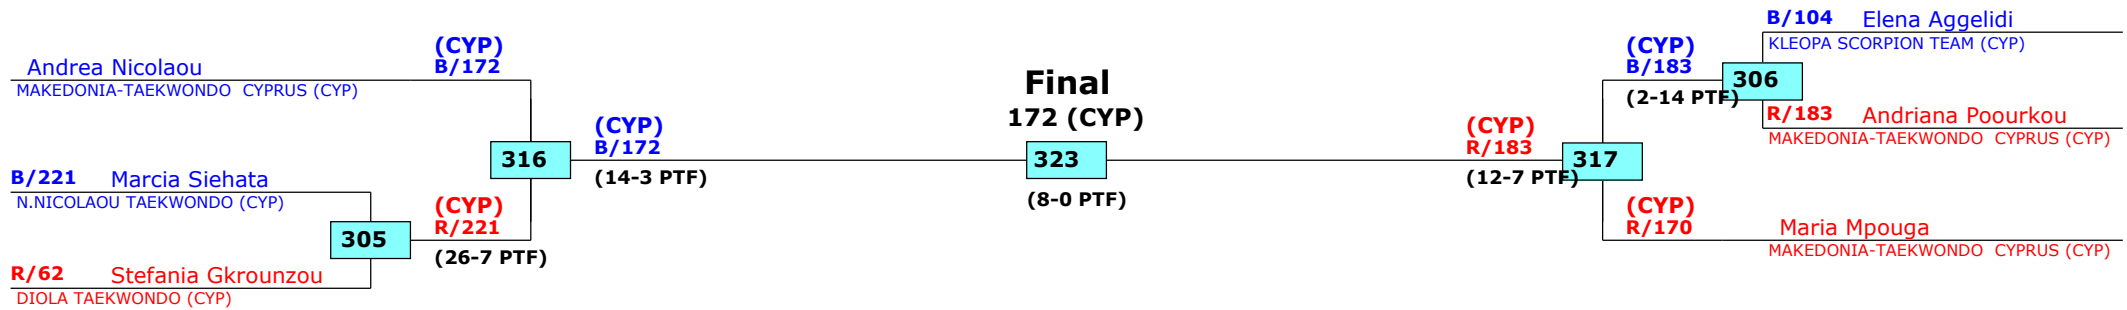 Andrea Nicolaou
MAKEDONIA-TAEKWONDO CYPRUS (CYP)
(CYP)
B/172
B/221 Marcia Siehata
N.NICOLAOU TAEKWONDO (CYP)
R/62 Stefania Gkrounzou
DIOLA TAEKWONDO (CYP)
305
(CYP)
R/221
(26-7 PTF)
316
(CYP)
B/172
(14-3 PTF)
Final
172 (CYP)
323
(8-0 PTF)
(CYP)
R/183
(12-7 PTF)
317
(CYP)
B/183
(2-14 PTF)
306
B/104 Elena Aggelidi
KLEOPA SCORPION TEAM (CYP)
R/183 Andriana Poourkou
MAKEDONIA-TAEKWONDO CYPRUS (CYP)
(CYP)
R/170
Maria Mpouga
MAKEDONIA-TAEKWONDO CYPRUS (CYP)